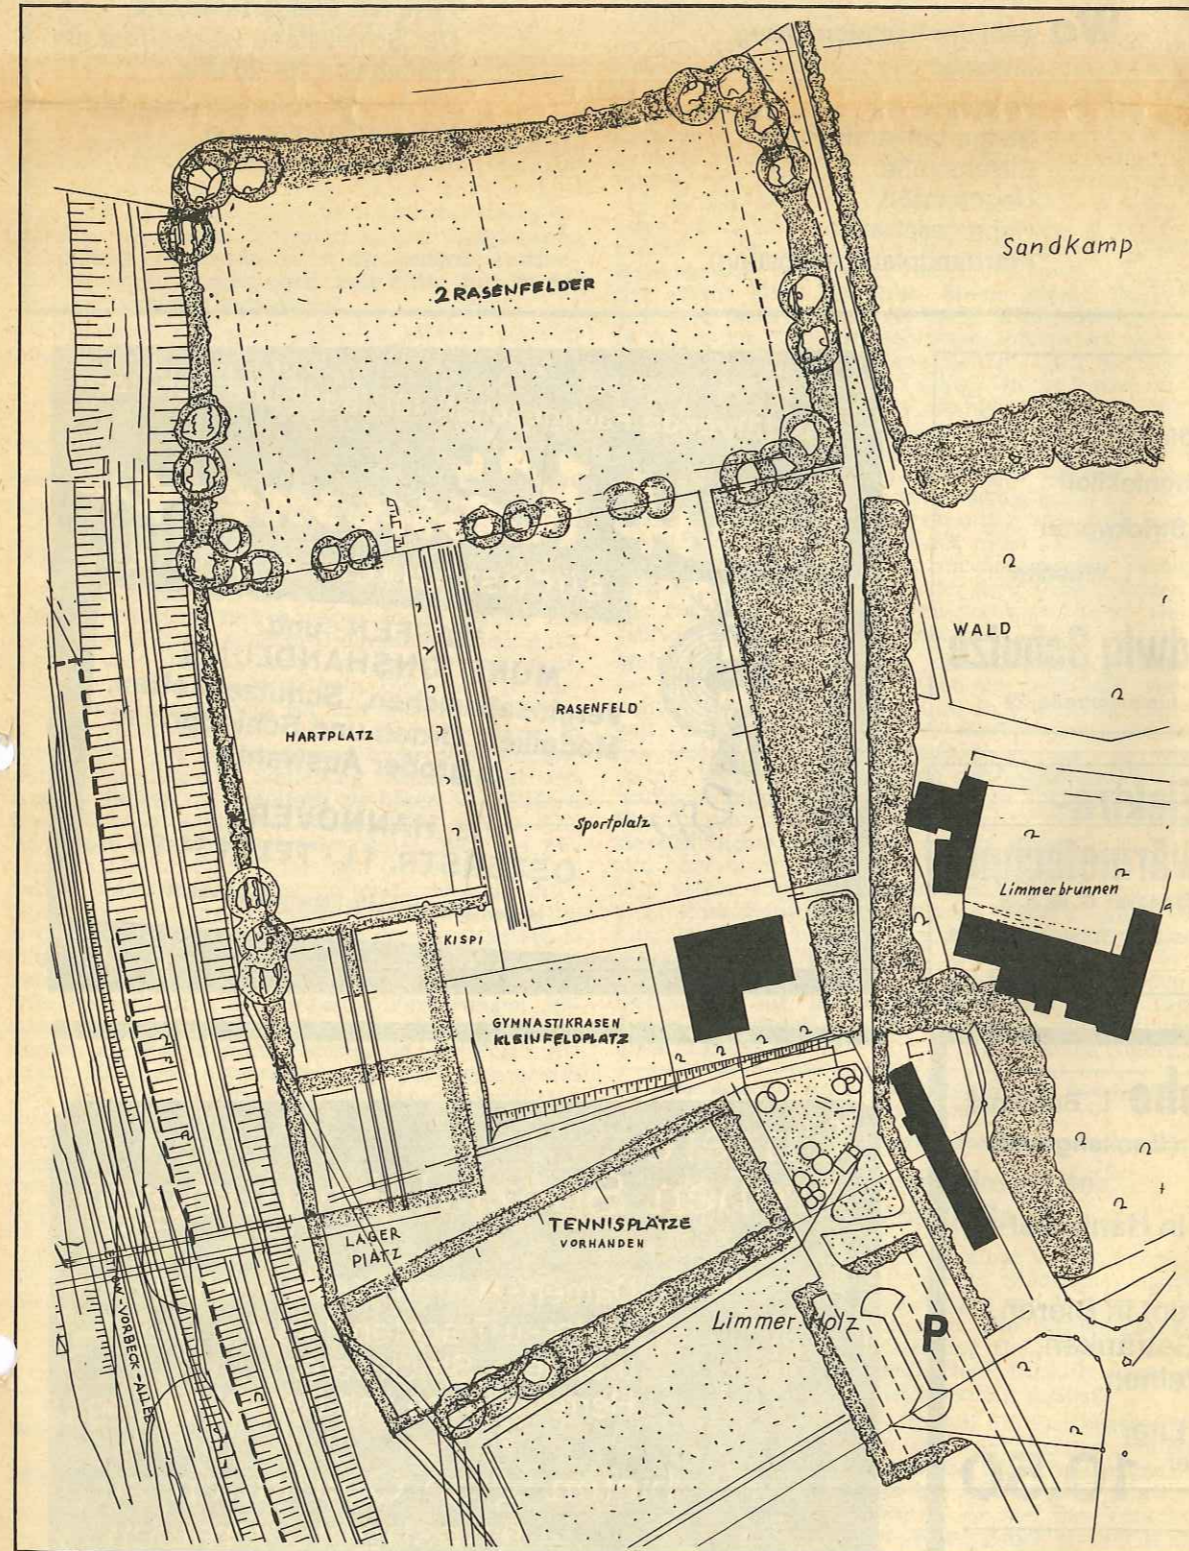 Sandkamp
2 RASENFELDER
WALD
RASENFELD
HARTPLATZ
Sportplatz
Limmerbrunnen
KISPI
GYMNASTIKRASEN
KLEINFELDPLATZ
TENNISPLÄTZE
VORHANDEN
LAGER
PLATZ
LETTOW-VORBECK-ALLEE
Limmer Holz
P